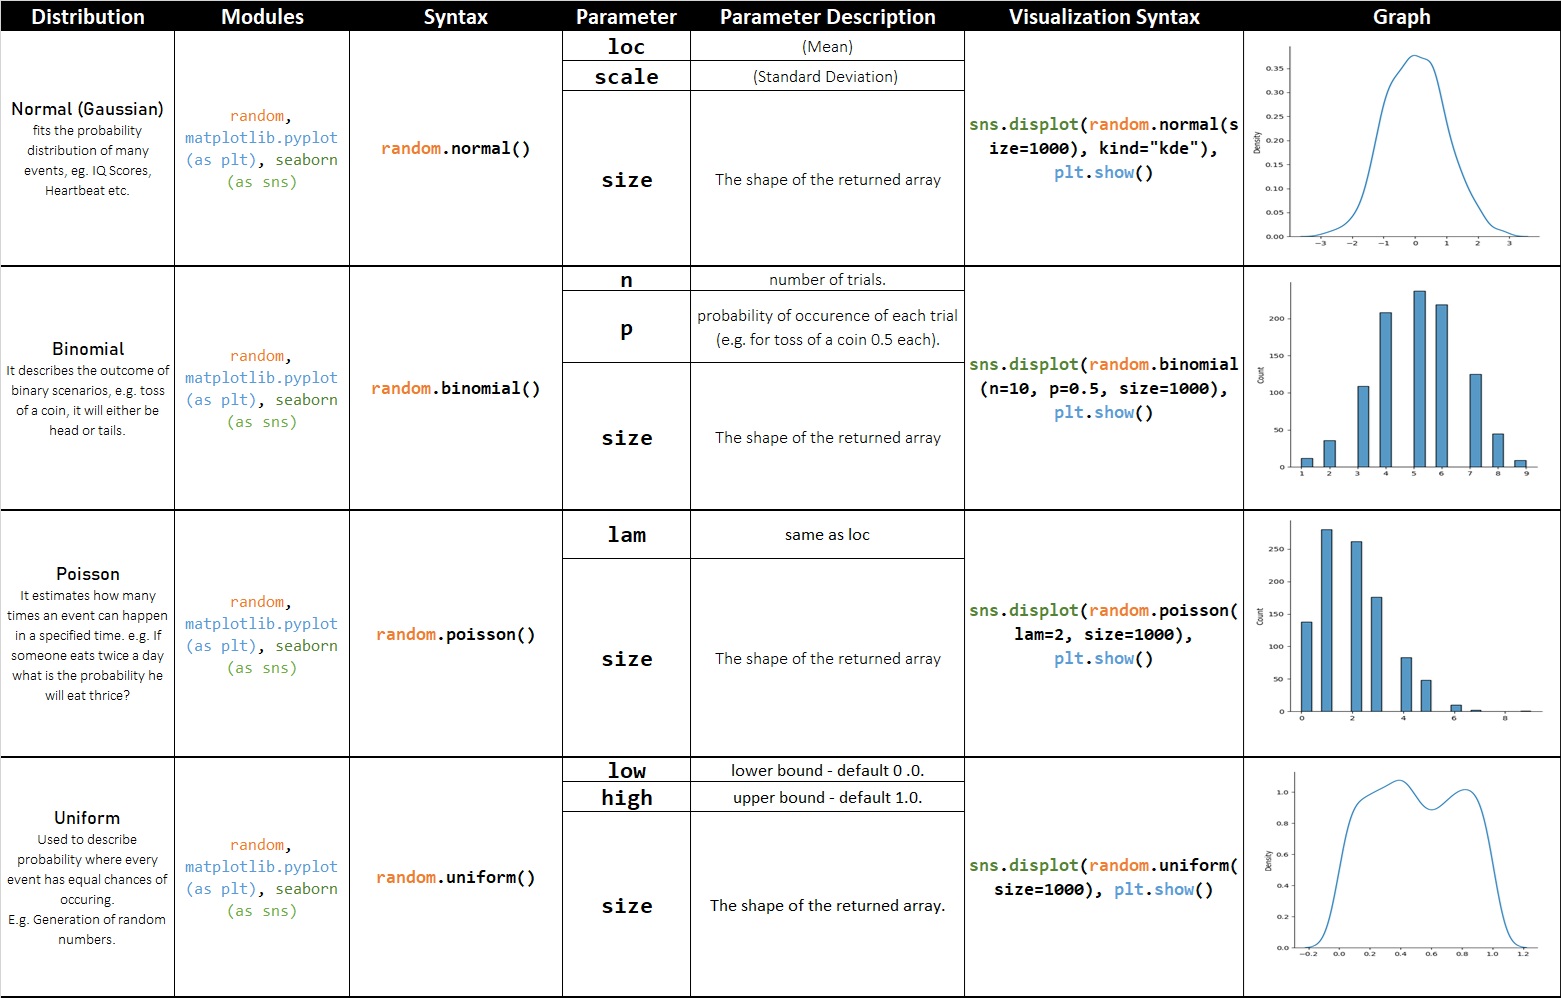 Distribution Modules Syntax Parameter Parameter Description Visualization Syntax Graph
Normal (Gaussian)
fits the probability
distribution of many
events, eg. IQ Scores,
Heartbeat etc.
random,
matplotlib.pyplot
(as plt), seaborn
(as sns)
random.normal()
loc
(Mean)
scale
(Standard Deviation)
size
The shape of the returned array
sns.displot(random.normal(s
ize=1000), kind="kde"),
plt.show()
0.35
0.30
0.25
0.20
0.15
0.10
0.05
0.00
Density
−3 −2 −1 0 1 2 3
Binomial
It describes the outcome of
binary scenarios, e.g. toss
of a coin, it will either be
head or tails.
random,
matplotlib.pyplot
(as plt), seaborn
(as sns)
random.binomial()
n
number of trials.
p
probability of occurence of each trial
(e.g. for toss of a coin 0.5 each).
size
The shape of the returned array
sns.displot(random.binomial
(n=10, p=0.5, size=1000),
plt.show()
200
150
100
50
0
Count
1 2 3 4 5 6 7 8 9
Poisson
It estimates how many
times an event can happen
in a specified time. e.g. If
someone eats twice a day
what is the probability he
will eat thrice?
random,
matplotlib.pyplot
(as plt), seaborn
(as sns)
random.poisson()
lam
same as loc
size
The shape of the returned array
sns.displot(random.poisson(
lam=2, size=1000),
plt.show()
250
200
150
100
50
0
Count
0 2 4 6 8
Uniform
Used to describe
probability where every
event has equal chances of
occuring.
E.g. Generation of random
numbers.
random,
matplotlib.pyplot
(as plt), seaborn
(as sns)
random.uniform()
low
lower bound - default 0 .0.
high
upper bound - default 1.0.
size
The shape of the returned array.
sns.displot(random.uniform(
size=1000), plt.show()
1.0
0.8
0.6
0.4
0.2
0.0
Density
−0.2 0.0 0.2 0.4 0.6 0.8 1.0 1.2